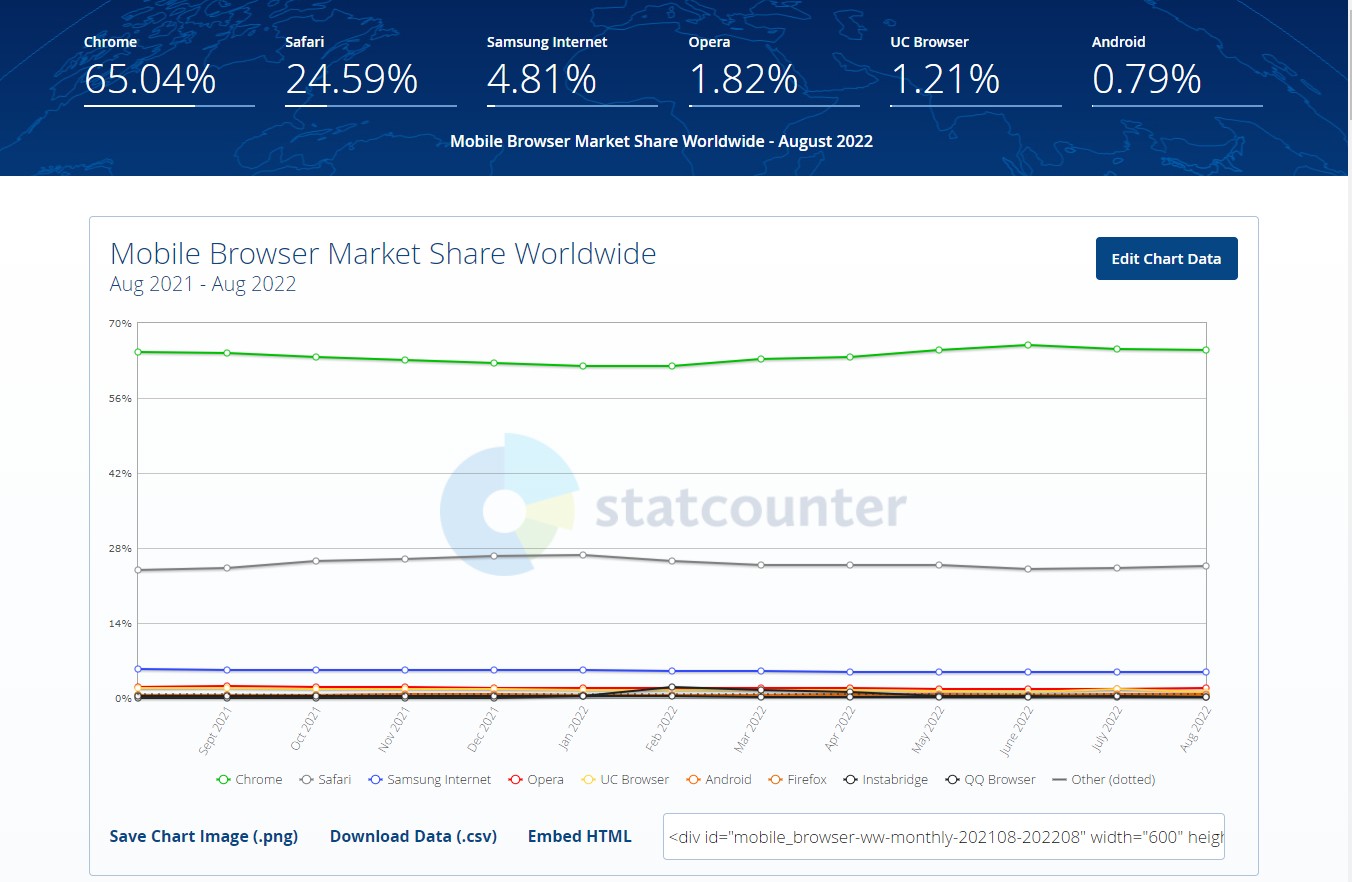 Chrome Safari Samsung Internet Opera UC Browser Android
65.04% 24.59% 4.81% 1.82% 1.21% 0.79%
Mobile Browser Market Share Worldwide - August 2022
Mobile Browser Market Share Worldwide
Aug 2021 - Aug 2022
Edit Chart Data
70%
56%
42%
statcounter
28%
14%
0%
Sept 2021 Oct 2021 Nov 2021 Dec 2021 Jan 2022 Feb 2022 Mar 2022 Apr 2022 May 2022 June 2022 July 2022 Aug 2022
Chrome Safari Samsung Internet Opera UC Browser Android Firefox Instabridge QQ Browser Other (dotted)
Save Chart Image (.png) Download Data (.csv) Embed HTML <div id="mobile_browser-ww-monthly-202108-202208" width="600" heigh